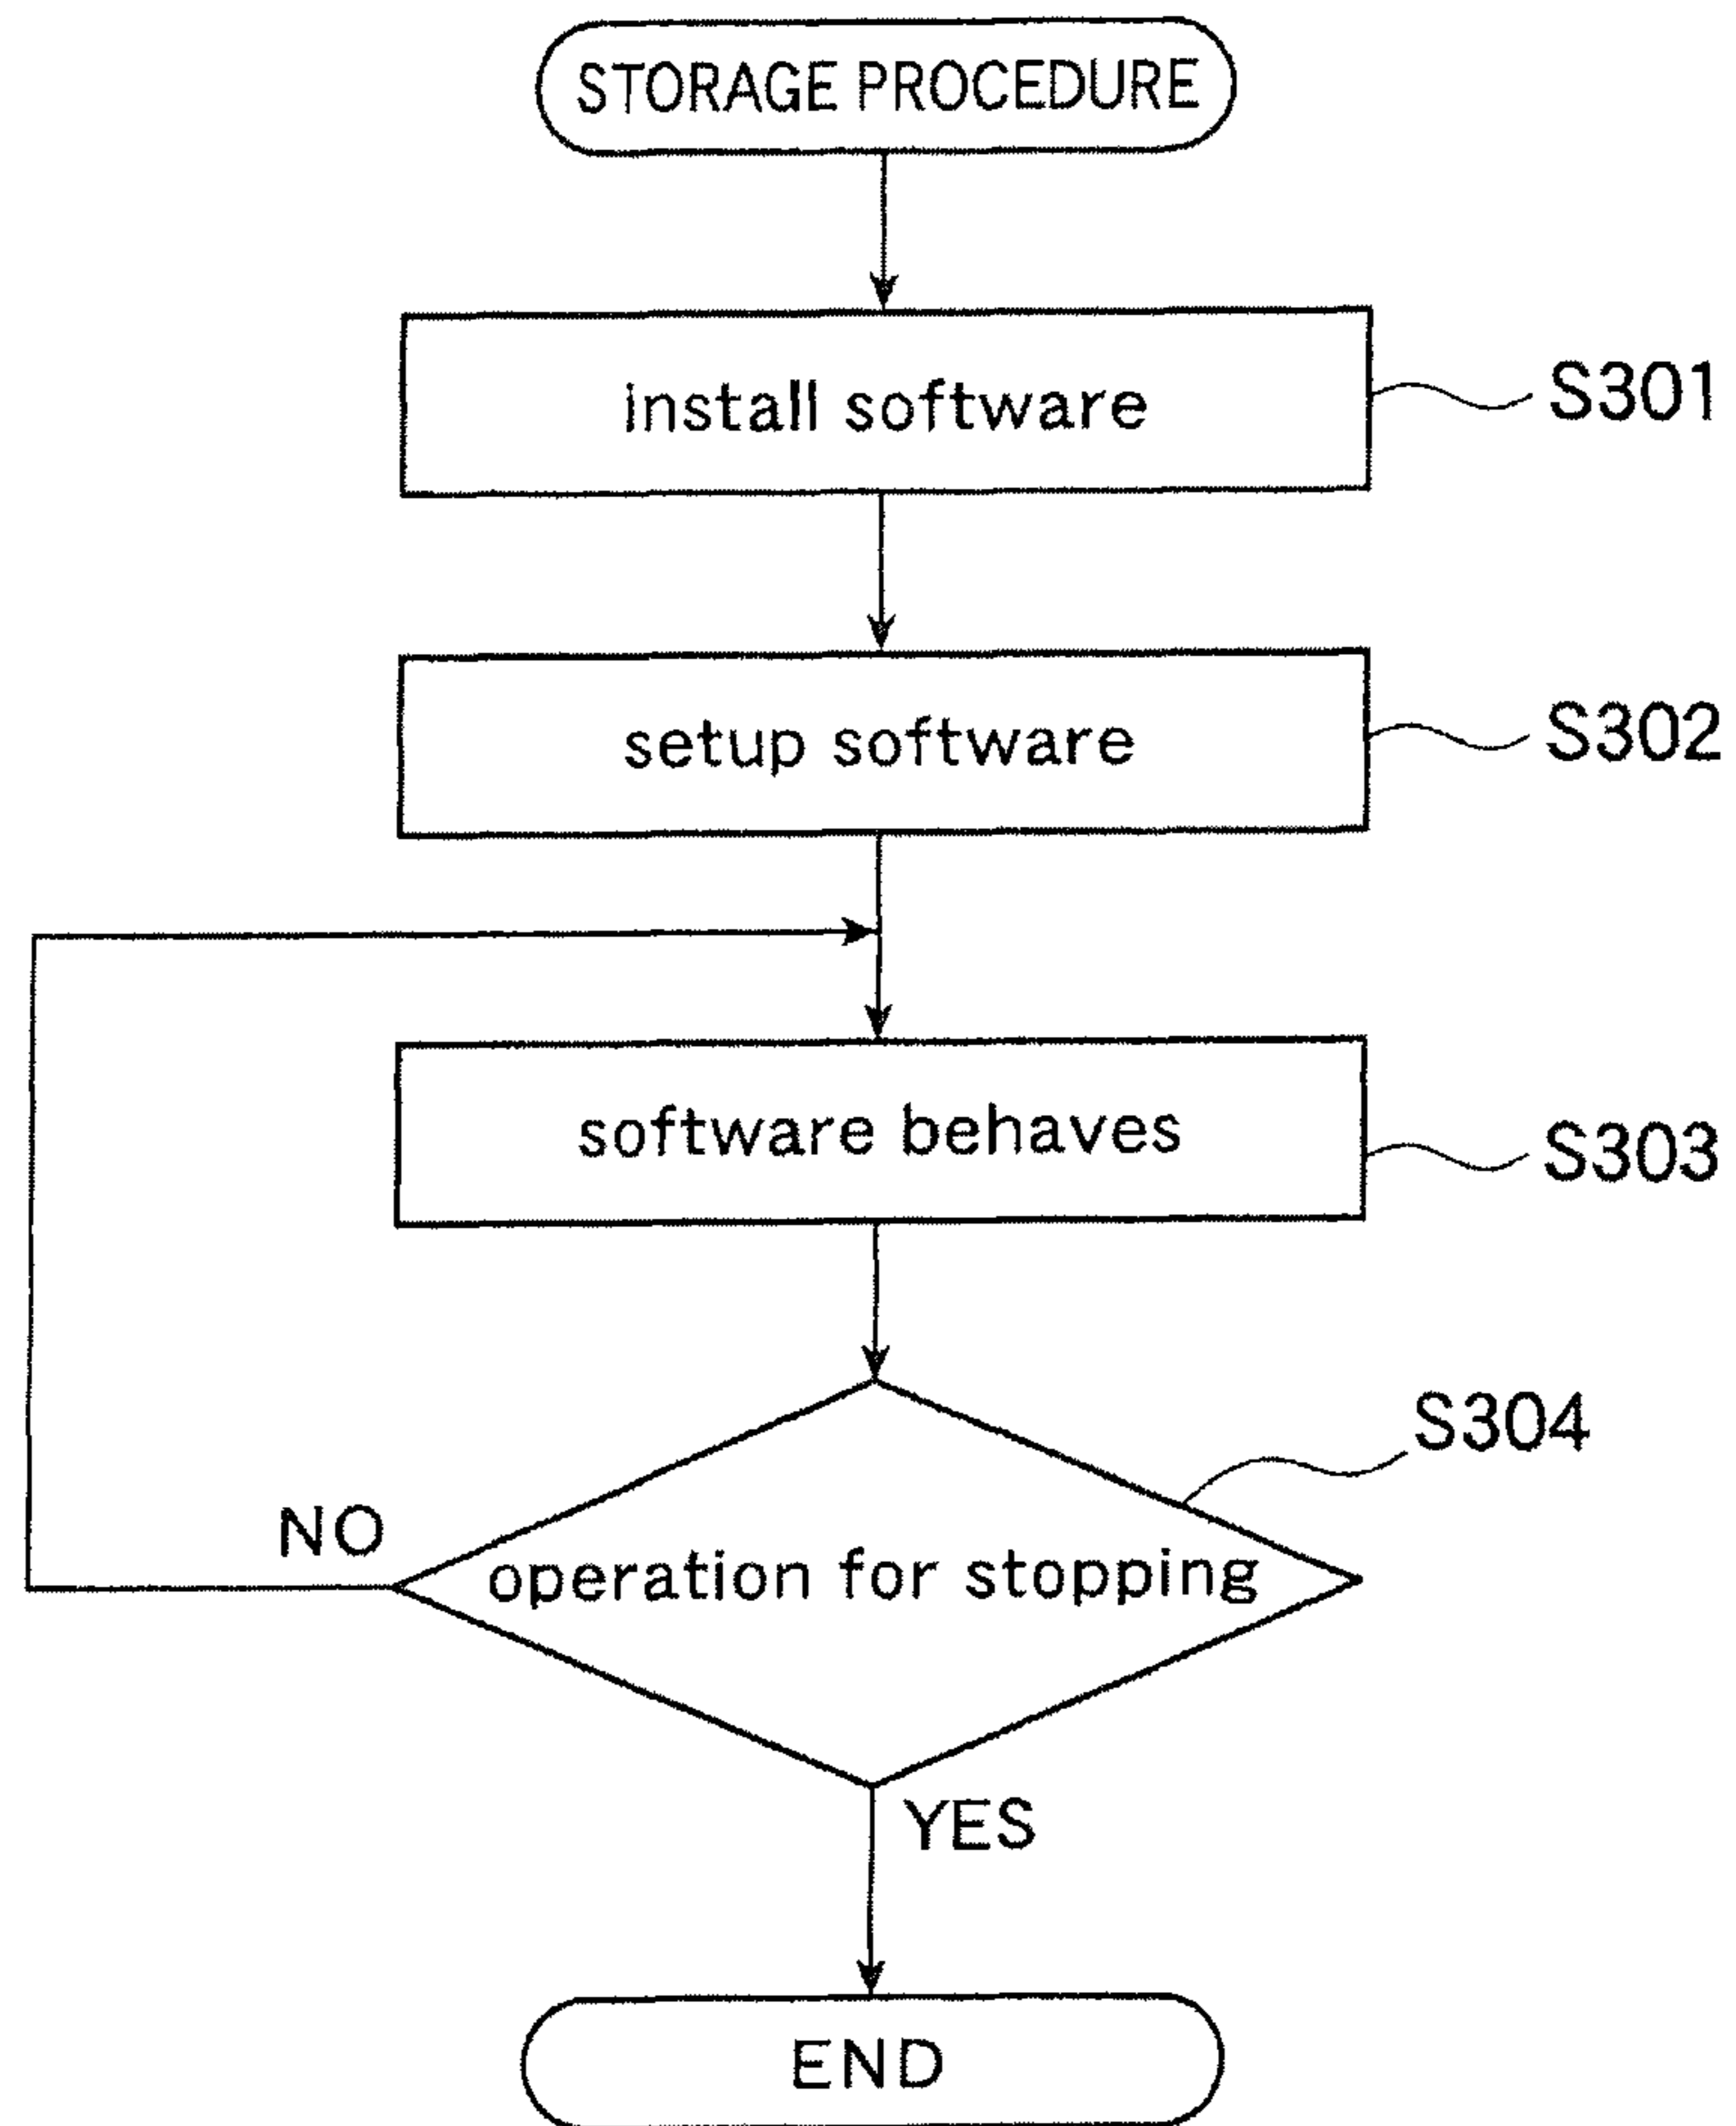 STORAGE PROCEDURE
install software
S301
setup software
S302
software behaves
S303
S304
NO
operation for stopping
YES
END